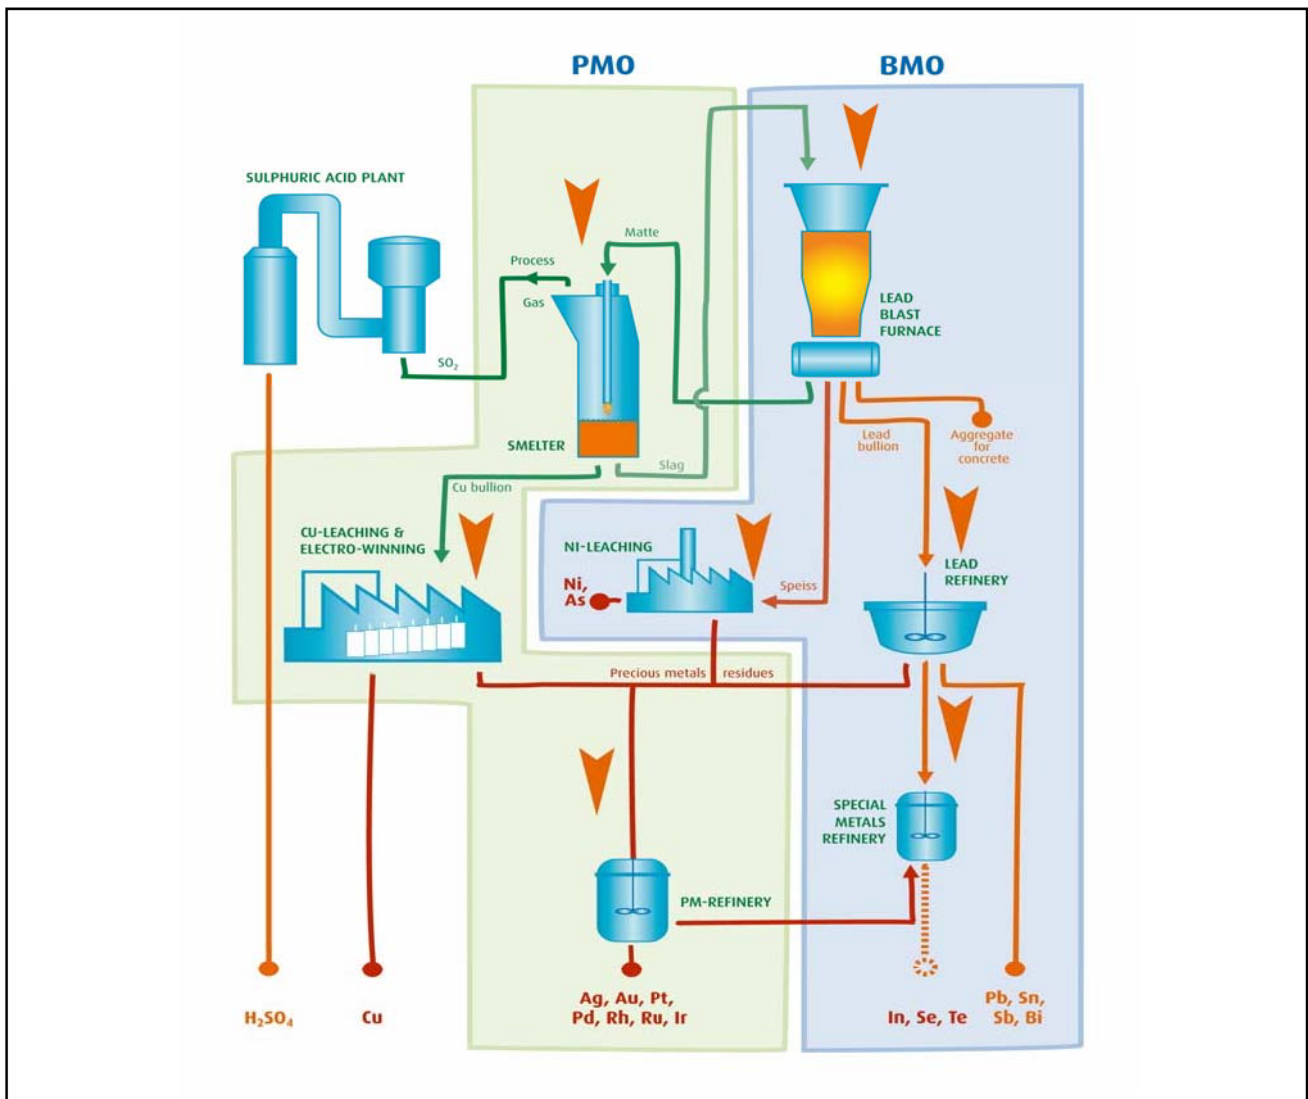 PMO
BMO
SULPHURIC ACID PLANT
Matte
Process
Gas
LEAD
BLAST
FURNACE
SO₂
SMELTER
Slag
Cu bullion
Lead
bullion
Aggregate
for
concrete
CU-LEACHING &
ELECTRO-WINNING
NI-LEACHING
Ni,
As
Speiss
LEAD
REFINERY
Precious metals residues
SPECIAL
METALS
REFINERY
PM-REFINERY
H₂SO₄
Cu
Ag, Au, Pt,
Pd, Rh, Ru, Ir
In, Se, Te
Pb, Sn,
Sb, Bi